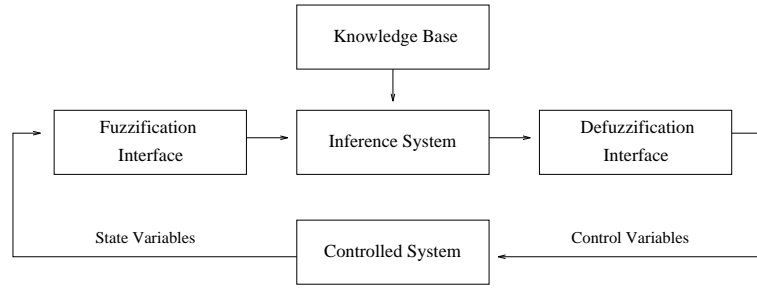 Knowledge Base
Fuzzification
Interface
Inference System
Defuzzification
Interface
State Variables
Controlled System
Control Variables